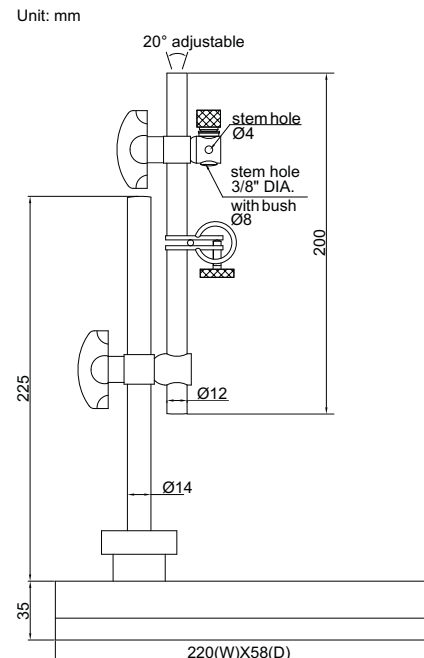 Unit: mm
20° adjustable
stem hole
Ø4
stem hole
3/8" DIA.
with bush
Ø8
200
225
Ø12
Ø14
35
220(W)X58(D)